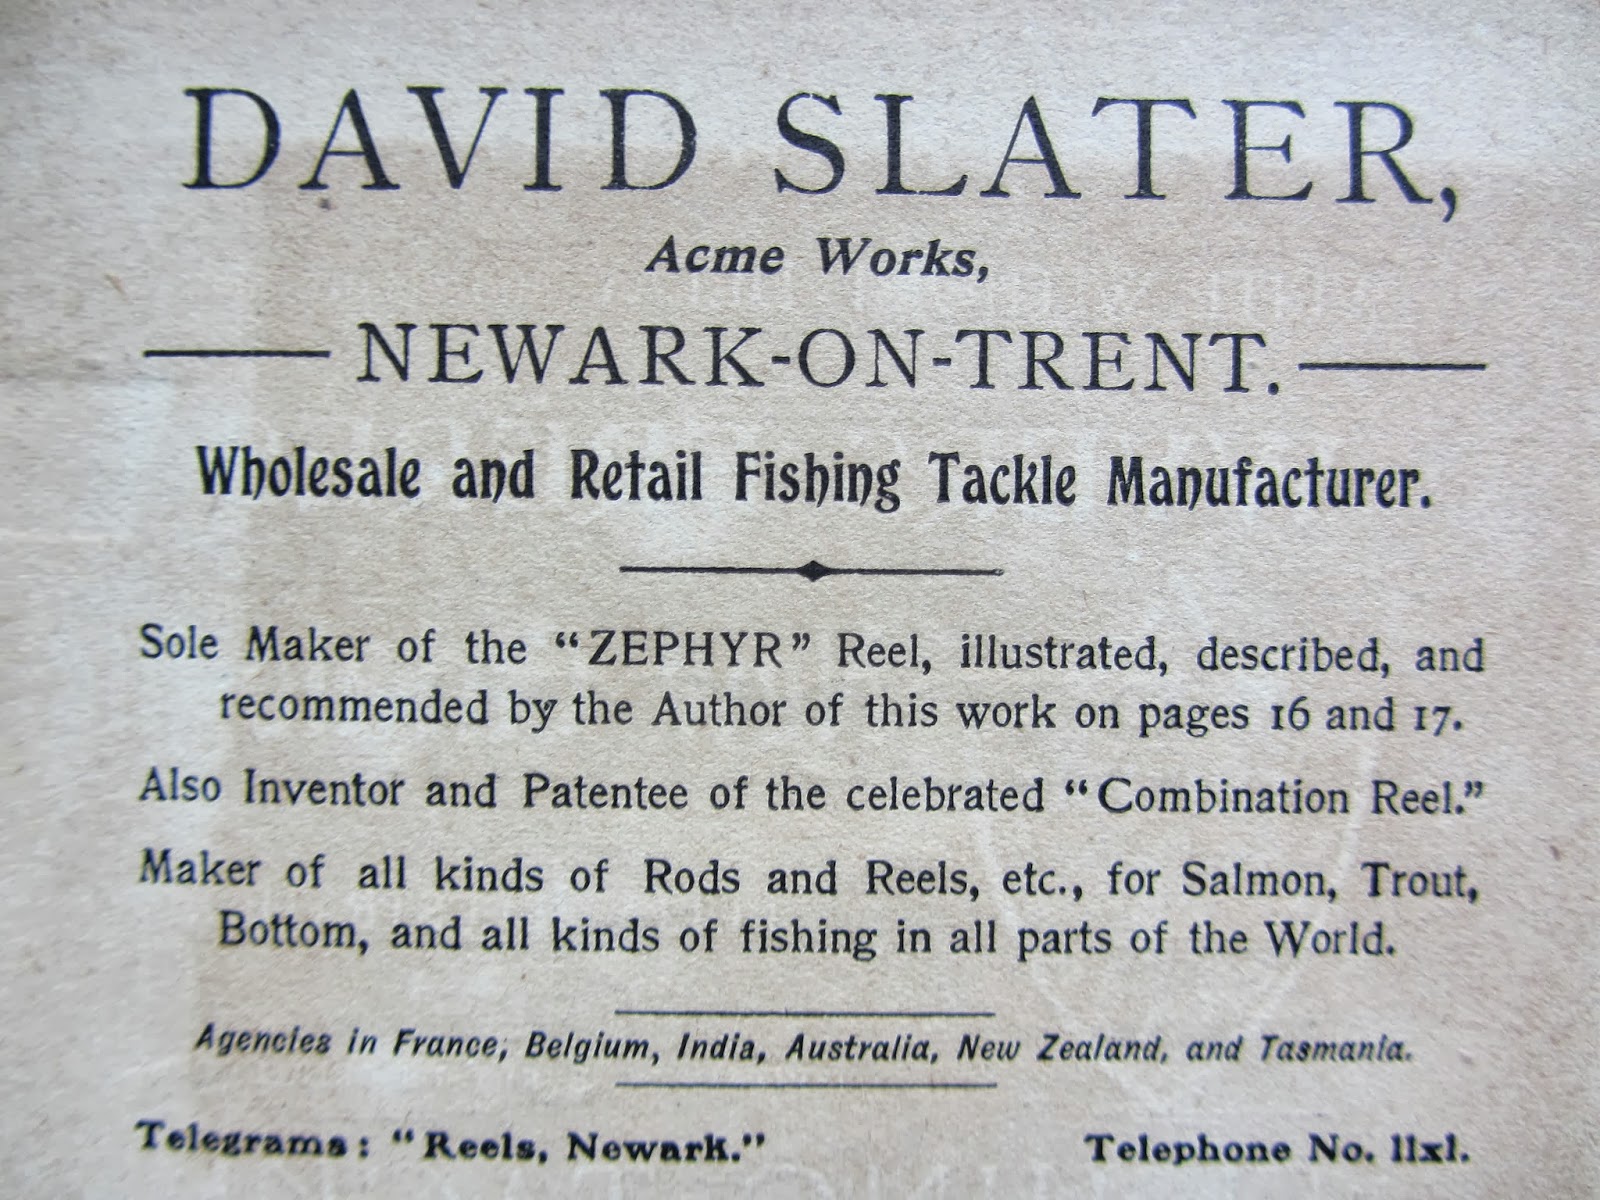 DAVID SLATER,
Acme Works,
NEWARK-ON-TRENT.
Wholesale and Retail Fishing Tackle Manufacturer.
Sole Maker of the “ZEPHYR” Reel, illustrated, described, and
recommended by the Author of this work on pages 16 and 17.
Also Inventor and Patentee of the celebrated “Combination Reel.”
Maker of all kinds of Rods and Reels, etc., for Salmon, Trout,
Bottom, and all kinds of fishing in all parts of the World.
Agencies in France, Belgium, India, Australia, New Zealand, and Tasmania.
Telegrams: “Reels, Newark.” Telephone No. 11x1.